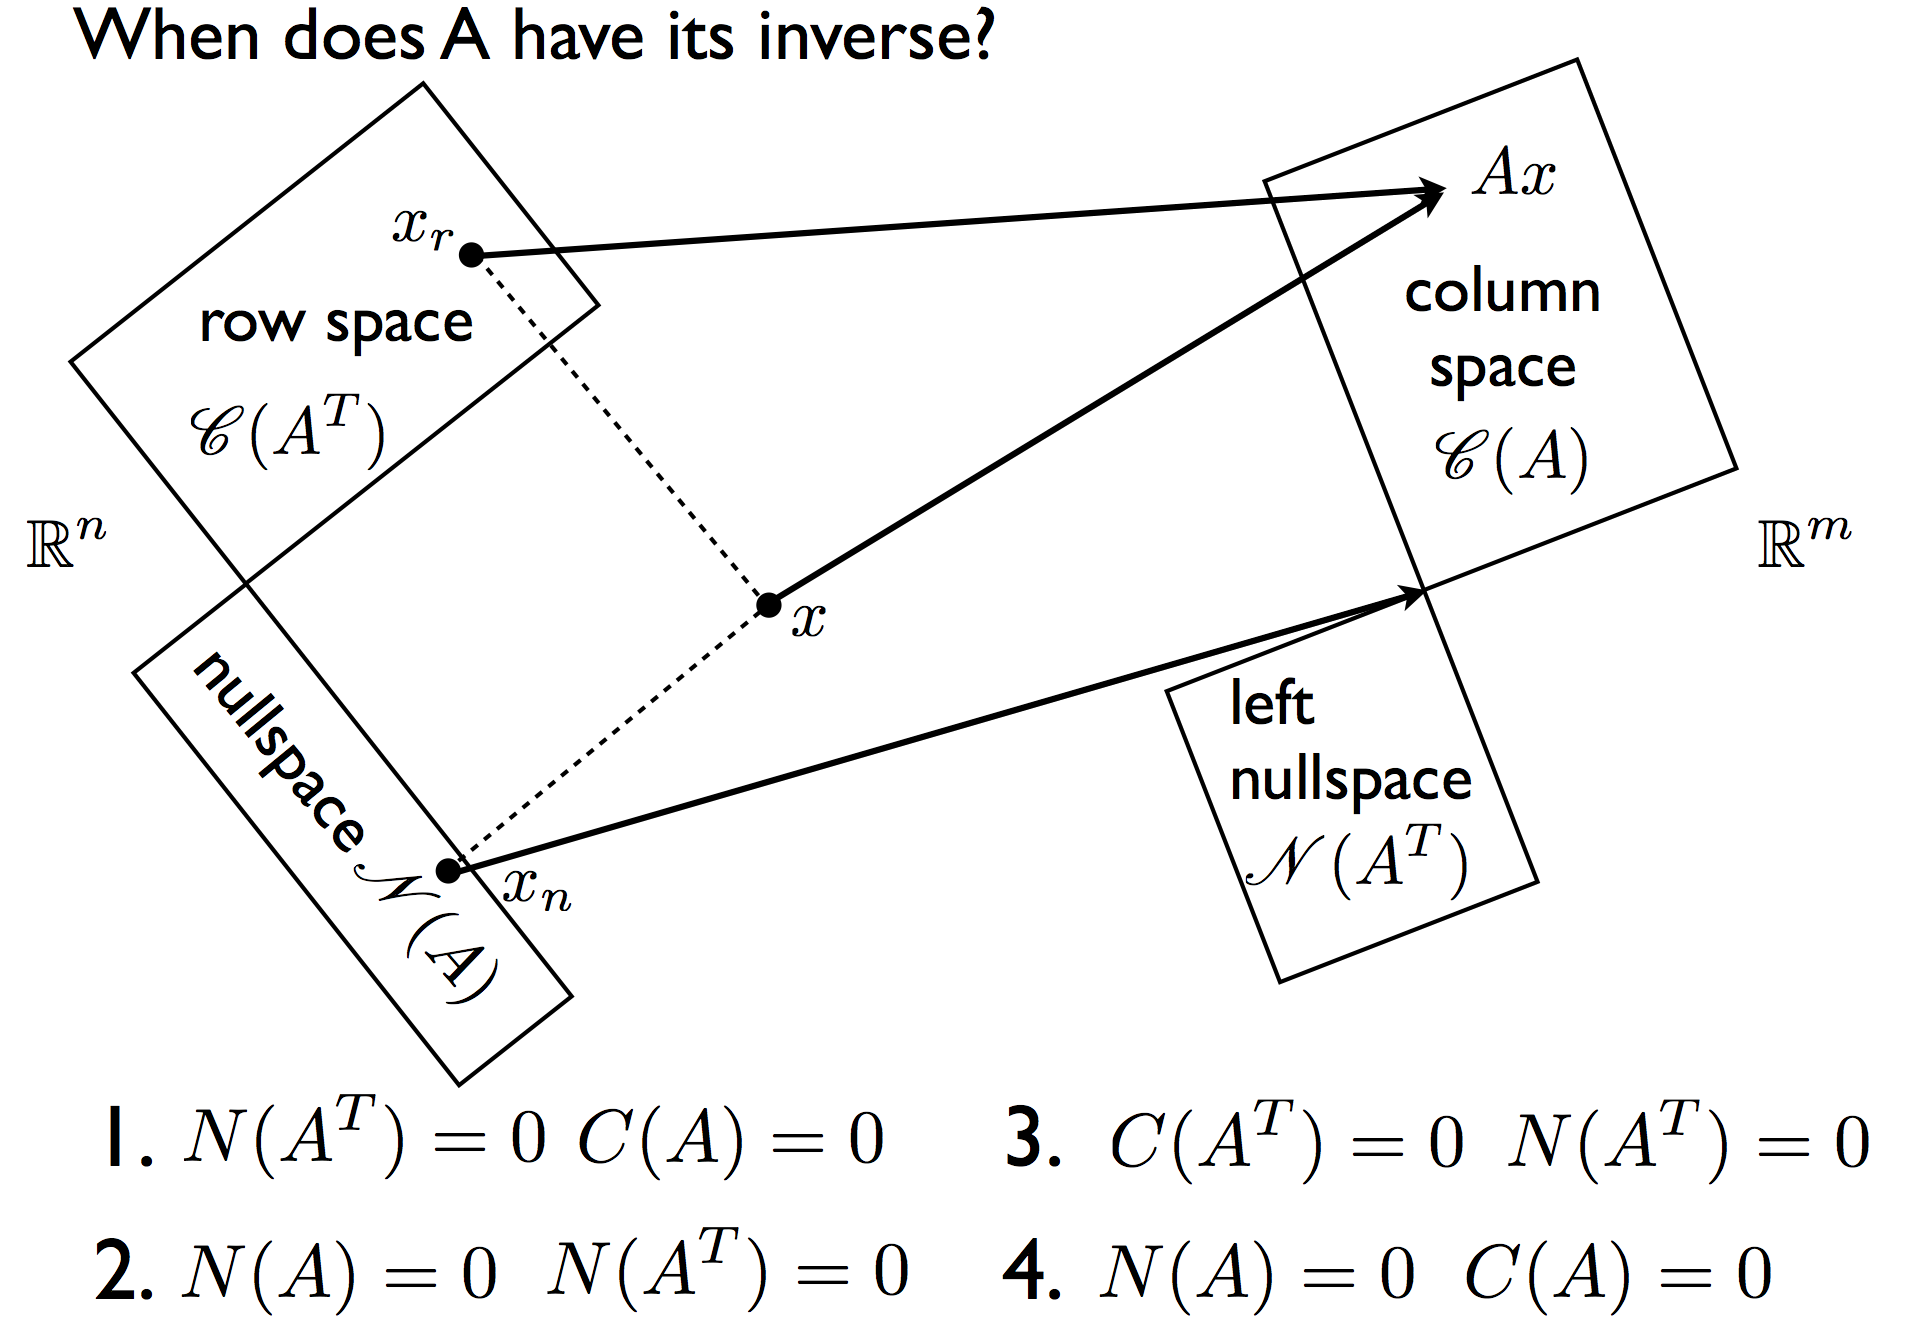 When does A have its inverse?
$Ax$
$x_r$
column
space
$\mathscr{C}(A)$
row space
$\mathscr{C}(A^T)$
$\mathbb{R}^n$
$\mathbb{R}^m$
$x$
left
nullspace
$\mathscr{N}(A^T)$
nullspace $\mathscr{N}(A)$
$x_n$
1. $N(A^T) = 0$ $C(A) = 0$
2. $N(A) = 0$ $N(A^T) = 0$
3. $C(A^T) = 0$ $N(A^T) = 0$
4. $N(A) = 0$ $C(A) = 0$